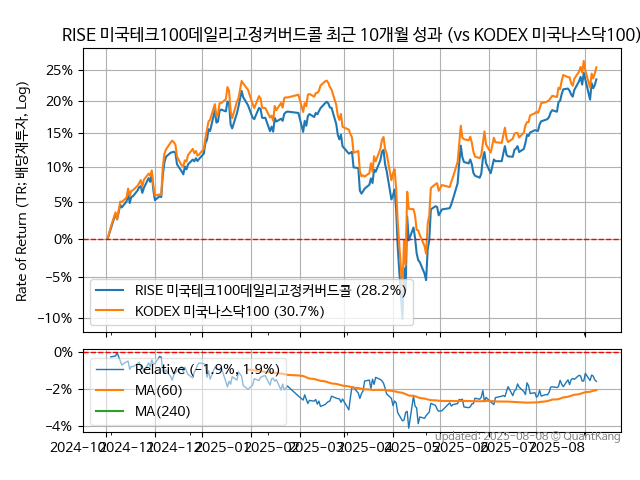 RISE 미국테크100데일리고정커버드콜 최근 10개월 성과 (vs KODEX 미국나스닥100)
Rate of Return (TR: 배당재투자, Log)
25%
20%
15%
10%
5%
0%
−5%
−10%
RISE 미국테크100데일리고정커버드콜 (28.2%)
KODEX 미국나스닥100 (30.7%)
0%
−2%
−4%
Relative (−1.9%, 1.9%)
MA(60)
MA(240)
updated: 2025-08-08 © QuantKang
2024-10 2024-11 2024-12 2025-01 2025-02 2025-03 2025-04 2025-05 2025-06 2025-07 2025-08